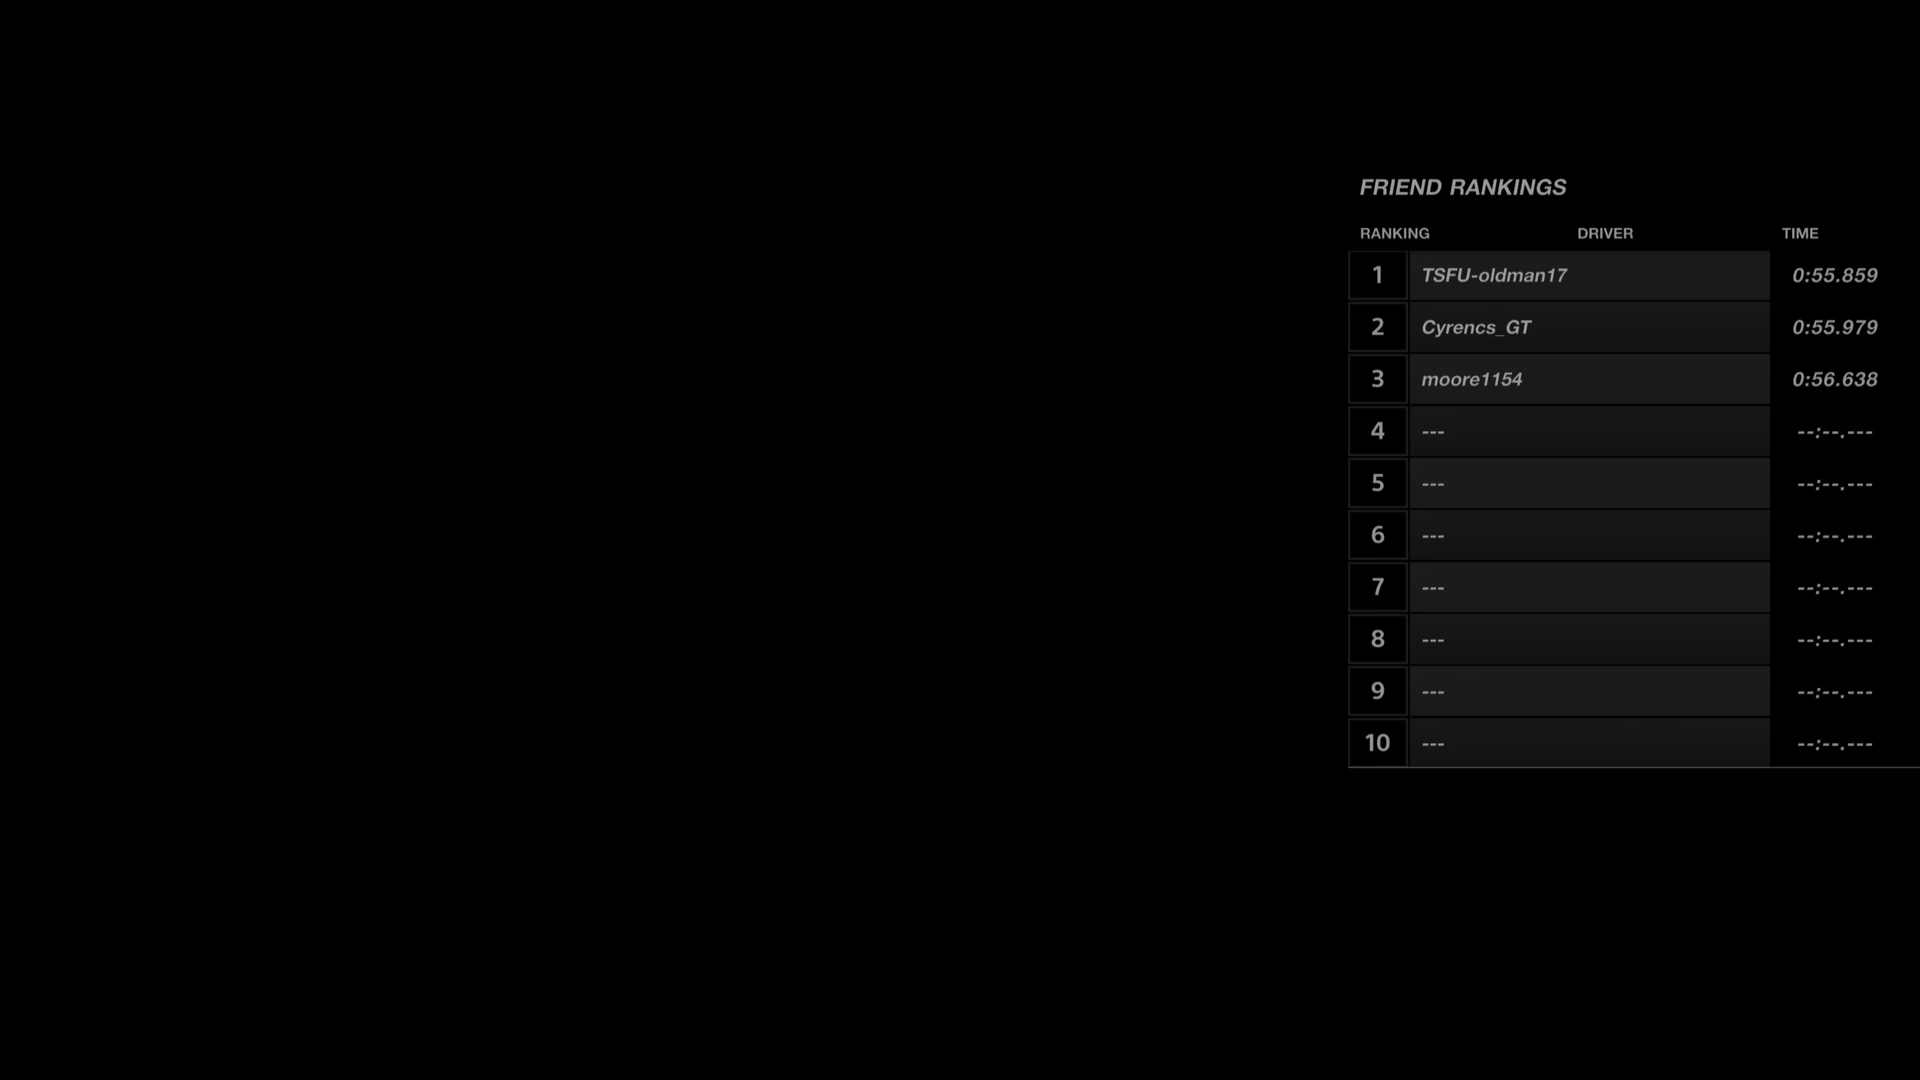 FRIEND RANKINGS
RANKING DRIVER TIME
1 TSFU-oldman17 0:55.859
2 Cyrencs_GT 0:55.979
3 moore1154 0:56.638
4 --- --:--.---
5 --- --:--.---
6 --- --:--.---
7 --- --:--.---
8 --- --:--.---
9 --- --:--.---
10 --- --:--.---